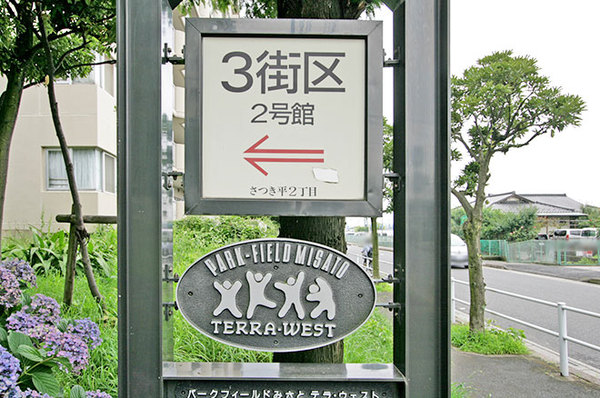 3街区
2号館
さつき平2丁目
PARK-FIELD MISATO
TERRA-WEST
パークフィールドみさと テラ・ウエスト